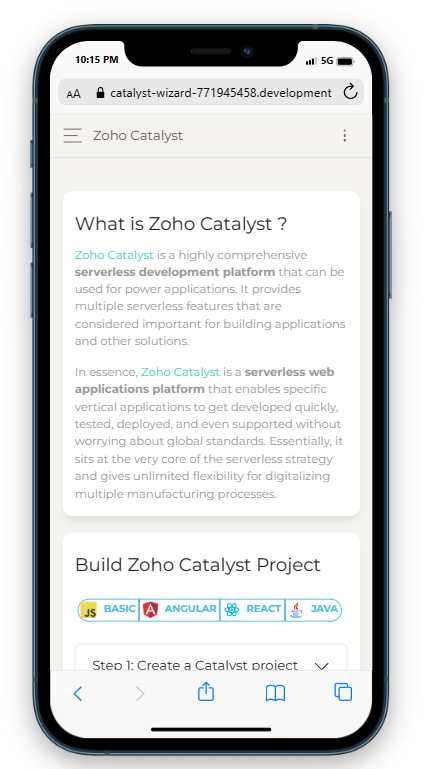 10:15 PM
5G
AA
catalyst-wizard-771945458.development
Zoho Catalyst
What is Zoho Catalyst ?
Zoho Catalyst is a highly comprehensive
serverless development platform that can be
used for power applications. It provides
multiple serverless features that are
considered important for building applications
and other solutions.
In essence, Zoho Catalyst is a serverless web
applications platform that enables specific
vertical applications to get developed quickly,
tested, deployed, and even supported without
worrying about global standards. Essentially, it
sits at the very core of the serverless strategy
and gives unlimited flexibility for digitalizing
multiple manufacturing processes.
Build Zoho Catalyst Project
JS BASIC A ANGULAR REACT JAVA
Step 1: Create a Catalyst project